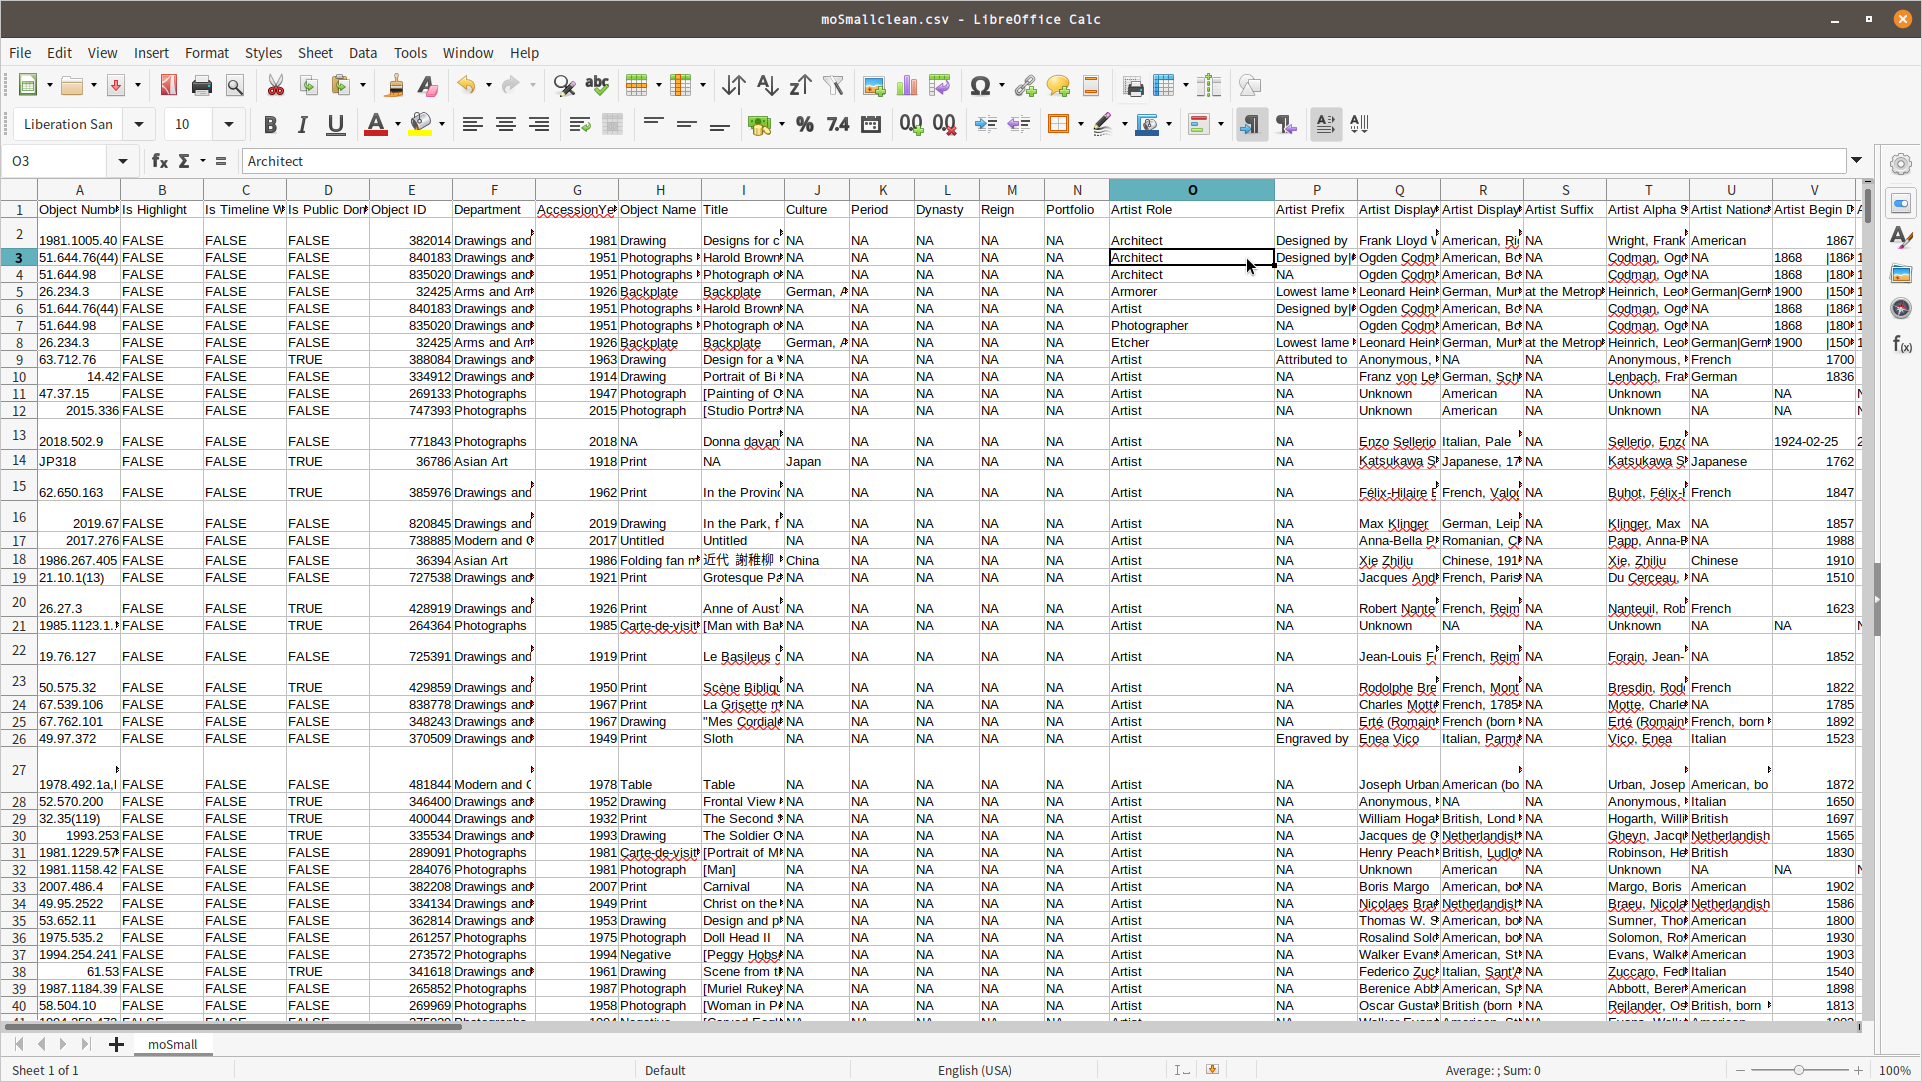 moSmallclean.csv - LibreOffice Calc
File Edit View Insert Format Styles Sheet Data Tools Window Help
Liberation San 10
O3 Architect
A B C D E F G H I J K L M N O P Q R S T U V
1 Object Numb Is Highlight Is Timeline W Is Public Dom Object ID Department AccessionYe Object Name Title Culture Period Dynasty Reign Portfolio Artist Role Artist Prefix Artist Display Artist Display Artist Suffix Artist Alpha S Artist Nationa Artist Begin D
2 1981.1005.40 FALSE FALSE FALSE 382014 Drawings and 1981 Drawing Designs for c NA NA NA NA NA Architect Designed by Frank Lloyd W American, Ric NA Wright, Frank American 1867
3 51.644.76(44) FALSE FALSE FALSE 840183 Drawings and 1951 Photographs Harold Brown NA NA NA NA NA Architect Designed by| Ogden Codm American, Bo NA Codman, Ogd NA 1868 |186
4 51.644.98 FALSE FALSE FALSE 835020 Drawings and 1951 Photographs Photograph o NA NA NA NA NA Architect NA Ogden Codm American, Bo NA Codman, Ogd NA 1868 |180
5 26.234.3 FALSE FALSE FALSE 32425 Arms and Arm 1926 Backplate Backplate German, A NA NA NA NA Armorer Lowest lame Leonard Hein German, Mur at the Metrop Heinrich, Leo German|Germ 1900 |150
6 51.644.76(44) FALSE FALSE FALSE 840183 Drawings and 1951 Photographs Harold Brown NA NA NA NA NA Artist Designed by| Ogden Codm American, Bo NA Codman, Ogd NA 1868 |186
7 51.644.98 FALSE FALSE FALSE 835020 Drawings and 1951 Photographs Photograph o NA NA NA NA NA Photographer NA Ogden Codm American, Bo NA Codman, Ogd NA 1868 |180
8 26.234.3 FALSE FALSE FALSE 32425 Arms and Arm 1926 Backplate Backplate German, A NA NA NA NA Etcher Lowest lame Leonard Hein German, Mur at the Metrop Heinrich, Leo German|Germ 1900 |150
9 63.712.76 FALSE FALSE TRUE 388084 Drawings and 1963 Drawing Design for a NA NA NA NA NA Artist Attributed to Anonymous, NA NA Anonymous, French 1700
10 14.42 FALSE FALSE FALSE 334912 Drawings and 1914 Drawing Portrait of Bi NA NA NA NA NA Artist NA Franz von Le German, Sch NA Lenbach, Fra German 1836
11 47.37.15 FALSE FALSE FALSE 269133 Photographs 1947 Photograph [Painting of C NA NA NA NA NA Artist NA Unknown American NA Unknown NA NA
12 2015.336 FALSE FALSE FALSE 747393 Photographs 2015 Photograph [Studio Portra NA NA NA NA NA Artist NA Unknown American NA Unknown NA NA
13 2018.502.9 FALSE FALSE FALSE 771843 Photographs 2018 NA Donna davan NA NA NA NA NA Artist NA Enzo Sellerio Italian, Pale NA Sellerio, Enzo NA 1924-02-25
14 JP318 FALSE FALSE TRUE 36786 Asian Art 1918 Print NA Japan NA NA NA NA Artist NA Katsukawa S Japanese, 17 NA Katsukawa S Japanese 1762
15 62.650.163 FALSE FALSE TRUE 385976 Drawings and 1962 Print In the Provinc NA NA NA NA NA Artist NA Félix-Hilaire B French, Valog NA Buhot, Félix-H French 1847
16 2019.67 FALSE FALSE TRUE 820845 Drawings and 2019 Drawing In the Park, f NA NA NA NA NA Artist NA Max Klinger German, Leip NA Klinger, Max NA 1857
17 2017.276 FALSE FALSE FALSE 738885 Modern and C 2017 Untitled Untitled NA NA NA NA NA Artist NA Anna-Bella P Romanian, C NA Papp, Anna-B NA 1988
18 1986.267.405 FALSE FALSE FALSE 36394 Asian Art 1986 Folding fan m 近代 謝稚柳 China NA NA NA NA Artist NA Xie Zhiliu Chinese, 191 NA Xie, Zhiliu Chinese 1910
19 21.10.1(13) FALSE FALSE FALSE 727538 Drawings and 1921 Print Grotesque Pa NA NA NA NA NA Artist NA Jacques And French, Paris NA Du Cerceau, NA 1510
20 26.27.3 FALSE FALSE TRUE 428919 Drawings and 1926 Print Anne of Aust NA NA NA NA NA Artist NA Robert Nante French, Reim NA Nanteuil, Rob French 1623
21 1985.1123.1. FALSE FALSE TRUE 264364 Photographs 1985 Carte-de-visit [Man with Ba NA NA NA NA NA Artist NA Unknown NA NA Unknown NA NA
22 19.76.127 FALSE FALSE FALSE 725391 Drawings and 1919 Print Le Basileus c NA NA NA NA NA Artist NA Jean-Louis Fo French, Reim NA Forain, Jean- NA 1852
23 50.575.32 FALSE FALSE TRUE 429859 Drawings and 1950 Print Scène Bibliqu NA NA NA NA NA Artist NA Rodolphe Bre French, Mont NA Bresdin, Rod French 1822
24 67.539.106 FALSE FALSE FALSE 838778 Drawings and 1967 Print La Grisette m NA NA NA NA NA Artist NA Charles Motte French, 1785 NA Motte, Charle NA 1785
25 67.762.101 FALSE FALSE FALSE 348243 Drawings and 1967 Drawing "Mes Cordiale NA NA NA NA NA Artist NA Erté (Romain French (born NA Erté (Romain French, born 1892
26 49.97.372 FALSE FALSE FALSE 370509 Drawings and 1949 Print Sloth NA NA NA NA NA Artist Engraved by Enea Vico Italian, Parma NA Vico, Enea Italian 1523
27 1978.492.1a,b FALSE FALSE FALSE 481844 Modern and C 1978 Table Table NA NA NA NA NA Artist NA Joseph Urban American (bo NA Urban, Josep American, bo 1872
28 52.570.200 FALSE FALSE TRUE 346400 Drawings and 1952 Drawing Frontal View NA NA NA NA NA Artist NA Anonymous, NA NA Anonymous, Italian 1650
29 32.35(119) FALSE FALSE TRUE 400044 Drawings and 1932 Print The Second NA NA NA NA NA Artist NA William Hoga British, Lond NA Hogarth, Willi British 1697
30 1993.253 FALSE FALSE TRUE 335534 Drawings and 1993 Drawing The Soldier O NA NA NA NA NA Artist NA Jacques de G Netherlandish NA Gheyn, Jacqu Netherlandish 1565
31 1981.1229.57 FALSE FALSE TRUE 289091 Photographs 1981 Carte-de-visit [Portrait of M NA NA NA NA NA Artist NA Henry Peach British, Ludlo NA Robinson, He British 1830
32 1981.1158.42 FALSE FALSE FALSE 284076 Photographs 1981 Photograph [Man] NA NA NA NA NA Artist NA Unknown American NA Unknown NA NA
33 2007.486.4 FALSE FALSE FALSE 382208 Drawings and 2007 Print Carnival NA NA NA NA NA Artist NA Boris Margo American, bo NA Margo, Boris American 1902
34 49.95.2522 FALSE FALSE FALSE 334134 Drawings and 1949 Print Christ on the NA NA NA NA NA Artist NA Nicolaes Brae Netherlandish NA Braeu, Nicola Netherlandish 1586
35 53.652.11 FALSE FALSE FALSE 362814 Drawings and 1953 Drawing Design and p NA NA NA NA NA Artist NA Thomas W. S American, bo NA Sumner, Tho American 1800
36 1975.535.2 FALSE FALSE FALSE 261257 Photographs 1975 Photograph Doll Head II NA NA NA NA NA Artist NA Rosalind Solo American, bo NA Solomon, Ro American 1930
37 1994.254.241 FALSE FALSE FALSE 273572 Photographs 1994 Negative [Peggy Hobs NA NA NA NA NA Artist NA Walker Evans American, St NA Evans, Walke American 1903
38 61.53 FALSE FALSE TRUE 341618 Drawings and 1961 Drawing Scene from th NA NA NA NA NA Artist NA Federico Zuc Italian, Sant'A NA Zuccaro, Fed Italian 1540
39 1987.1184.39 FALSE FALSE FALSE 265852 Photographs 1987 Photograph [Muriel Rukey NA NA NA NA NA Artist NA Berenice Abb American, Sp NA Abbott, Beren American 1898
40 58.504.10 FALSE FALSE FALSE 269969 Photographs 1958 Photograph [Woman in Pa NA NA NA NA NA Artist NA Oscar Gustav British (born NA Rejlander, Os British, born 1813
moSmall
Sheet 1 of 1 Default English (USA) Average: ; Sum: 0 100%